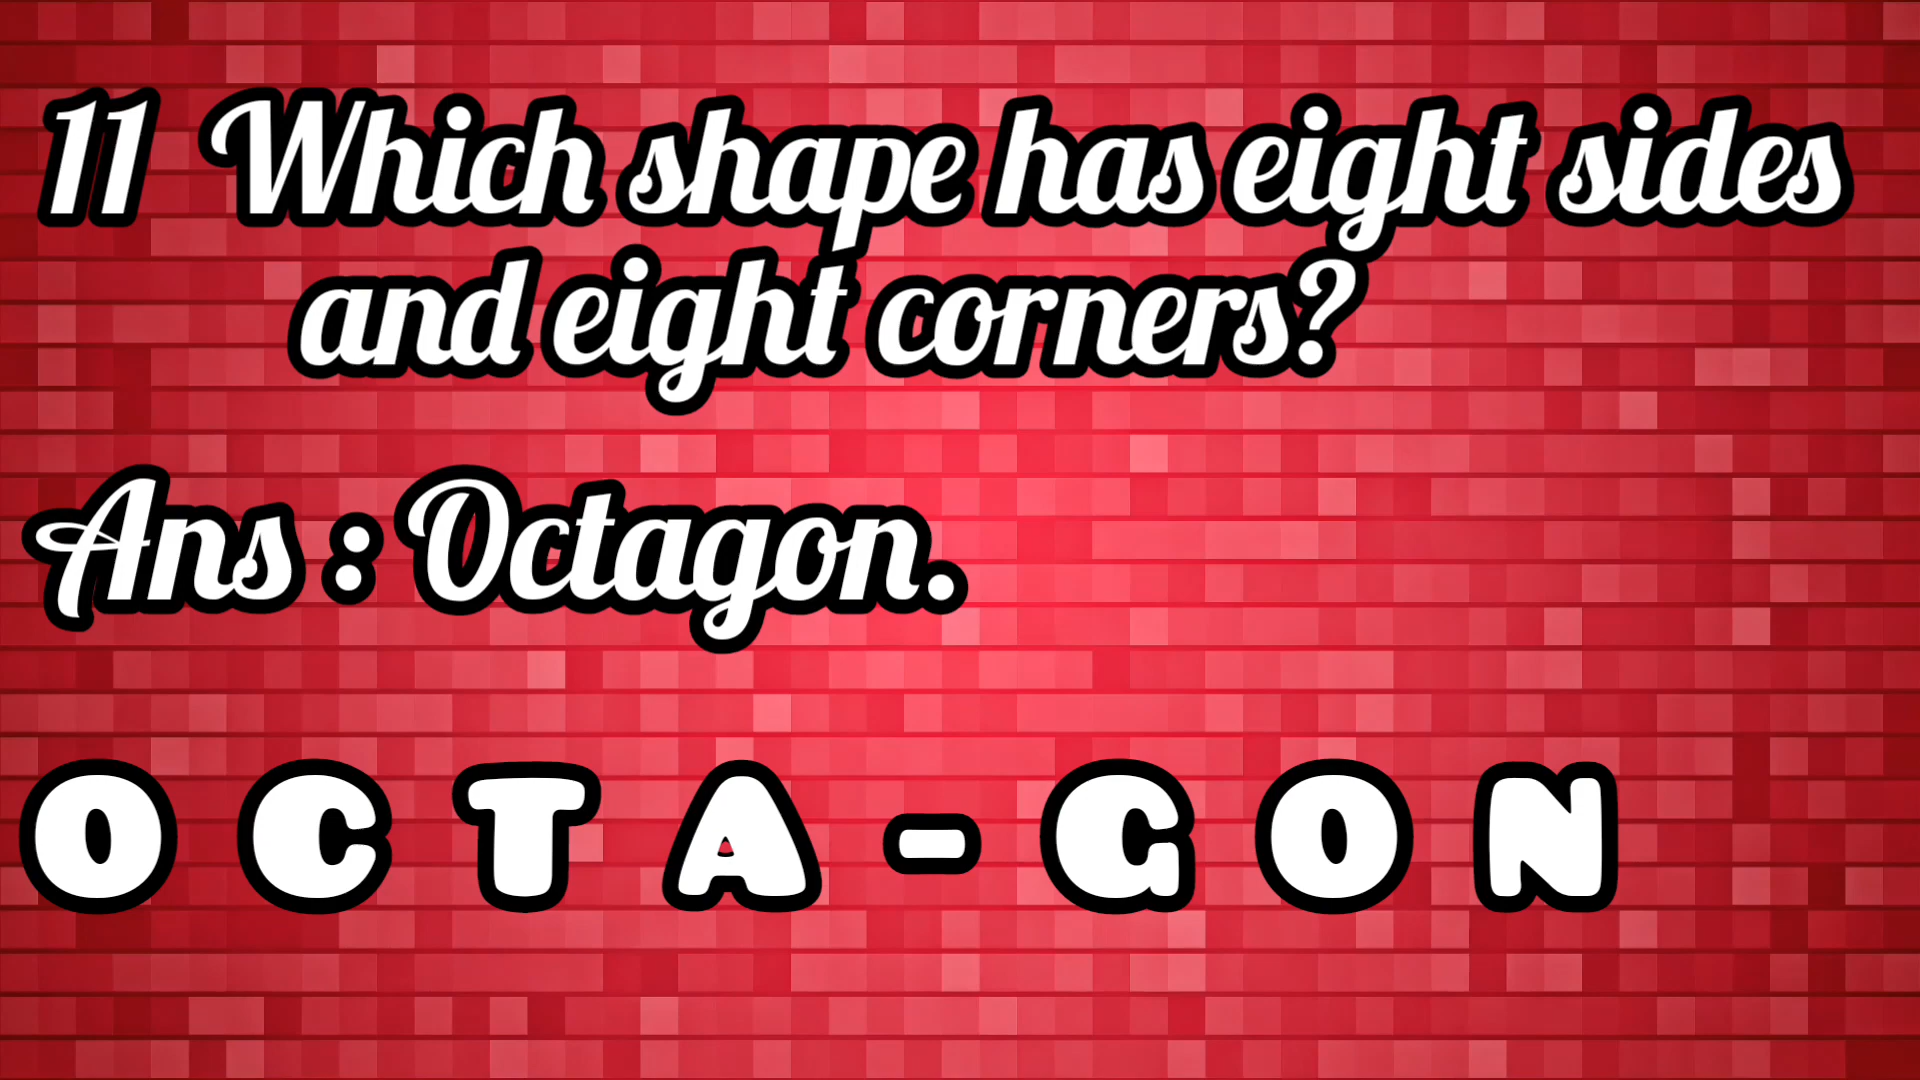 11 Which shape has eight sides
and eight corners?
Ans : Octagon.
O C T A - G O N